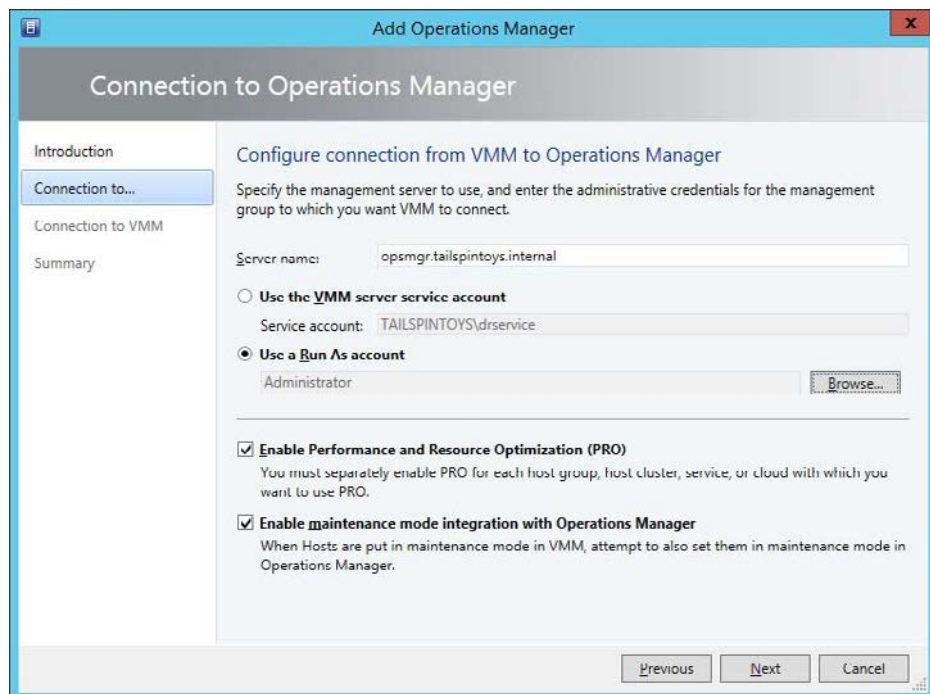 Add Operations Manager
x
Connection to Operations Manager
Introduction
Connection to...
Connection to VMM
Summary
Configure connection from VMM to Operations Manager
Specify the management server to use, and enter the administrative credentials for the management
group to which you want VMM to connect.
Server name:
opsmgr.tailspintoys.internal
Use the VMM server service account
Service account:
TAILSPINTOYS\drservice
Use a Run As account
Administrator
Browse...
Enable Performance and Resource Optimization (PRO)
You must separately enable PRO for each host group, host cluster, service, or cloud with which you
want to use PRO.
Enable maintenance mode integration with Operations Manager
When Hosts are put in maintenance mode in VMM, attempt to also set them in maintenance mode in
Operations Manager.
Previous
Next
Cancel